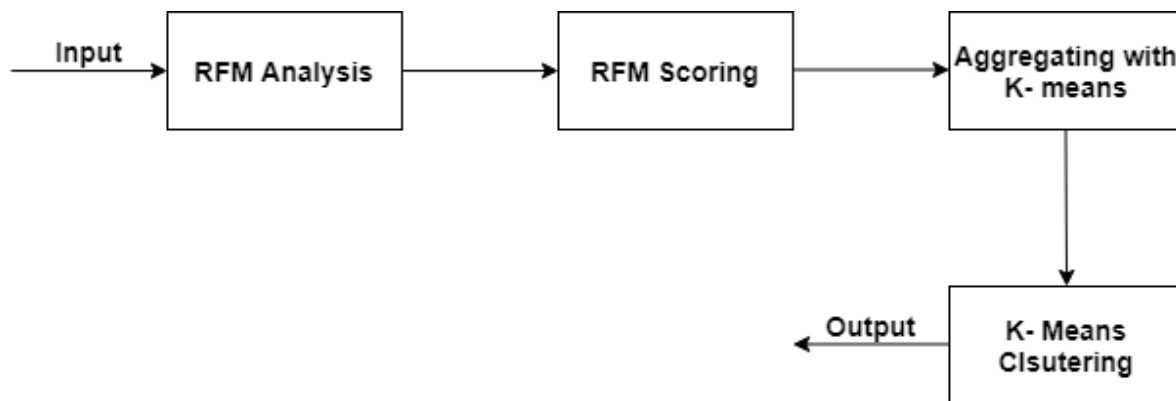 Input
RFM Analysis
RFM Scoring
Aggregating with
K- means
K- Means
Clsutering
Output